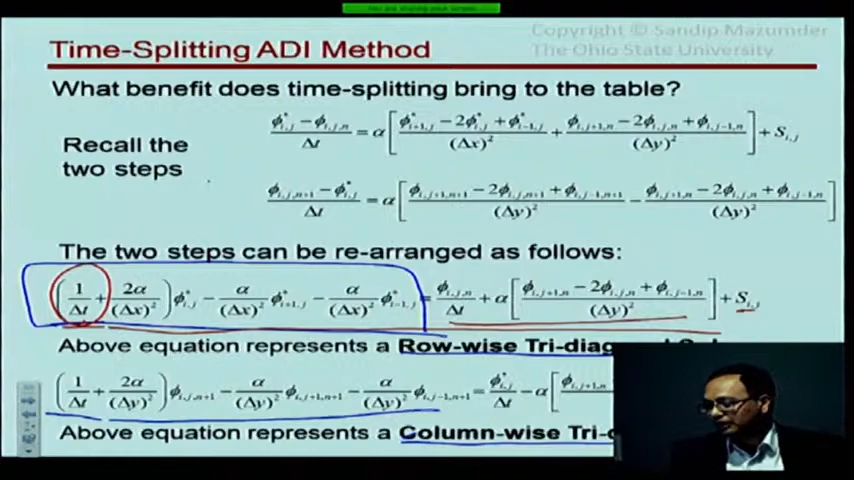 Copyright © Sandip Mazumder
The Ohio State University
Time-Splitting ADI Method
What benefit does time-splitting bring to the table?
Recall the
two steps
(φ*_{i,j} − φ_{i,j,n}) / Δt = α [ (φ*_{i+1,j} − 2φ*_{i,j} + φ*_{i−1,j}) / (Δx)² + (φ_{i,j+1,n} − 2φ_{i,j,n} + φ_{i,j−1,n}) / (Δy)² ] + S_{i,j}
(φ_{i,j,n+1} − φ*_{i,j}) / Δt = α [ (φ_{i,j+1,n+1} − 2φ_{i,j,n+1} + φ_{i,j−1,n+1}) / (Δy)² − (φ_{i,j+1,n} − 2φ_{i,j,n} + φ_{i,j−1,n}) / (Δy)² ]
The two steps can be re-arranged as follows:
(1/Δt + 2α/(Δx)²) φ*_{i,j} − α/(Δx)² φ*_{i+1,j} − α/(Δx)² φ*_{i−1,j} = φ_{i,j,n}/Δt + α [ (φ_{i,j+1,n} − 2φ_{i,j,n} + φ_{i,j−1,n}) / (Δy)² ] + S_{i,j}
Above equation represents a Row-wise
(1/Δt + 2α/(Δy)²) φ_{i,j,n+1} − α/(Δy)² φ_{i,j+1,n+1} − α/(Δy)² φ_{i,j−1,n+1} = φ*_{i,j}/Δt − α [ φ_{i,j+1,n}
Above equation represents a Column-wise